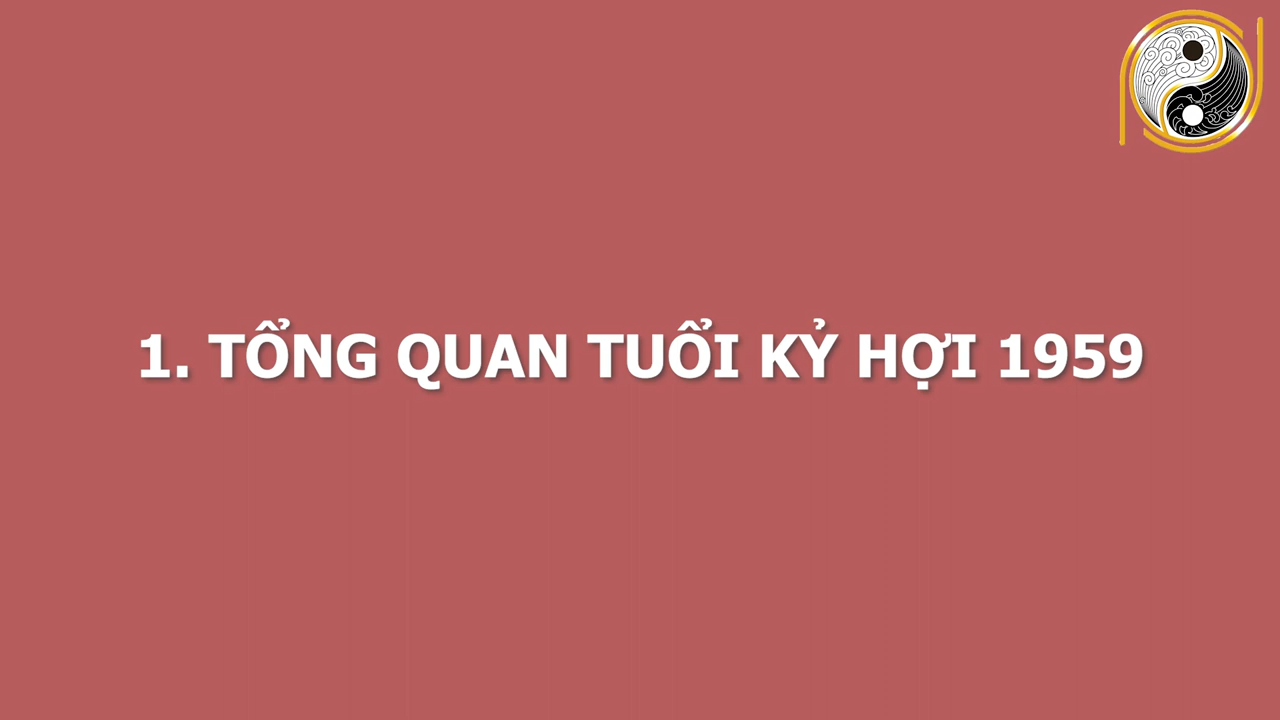 1. TỔNG QUAN TUỔI KỶ HỢI 1959